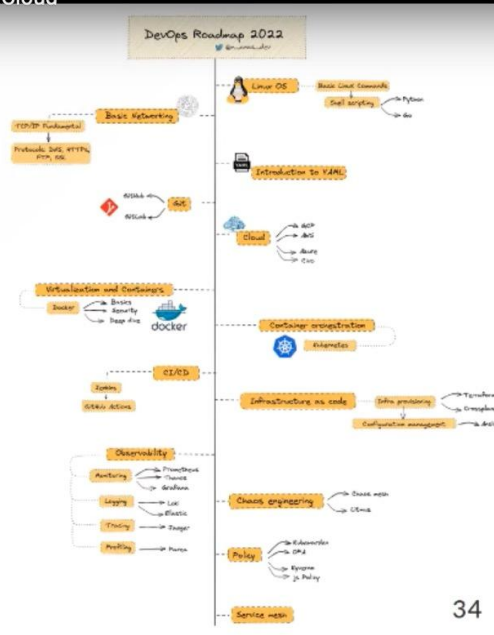 DevOps Roadmap 2022
Linux OS
Basic Linux Commands
Shell scripting
Python
Go
Basic Networking
TCP/IP Fundamental
Protocols: DNS, HTTPs,
FTP, SSL
YAML
Introduction to YAML
Git
GitHub
GitLab
Cloud
GCP
AWS
Azure
Civo
Virtualization and Containers
Docker
Basics
Security
Deep dive
docker
Container orchestration
Kubernetes
CI/CD
Jenkins
GitHub Actions
Infrastructure as code
Infra provisioning
Terraform
Crossplane
Configuration management
Observability
Monitoring
Prometheus
Thanos
Grafana
Logging
Loki
Elastic
Tracing
Jaeger
Profiling
Parca
Chaos engineering
Chaos mesh
Litmus
Policy
Kubewarden
OPA
Kyverno
js Policy
Service mesh
34